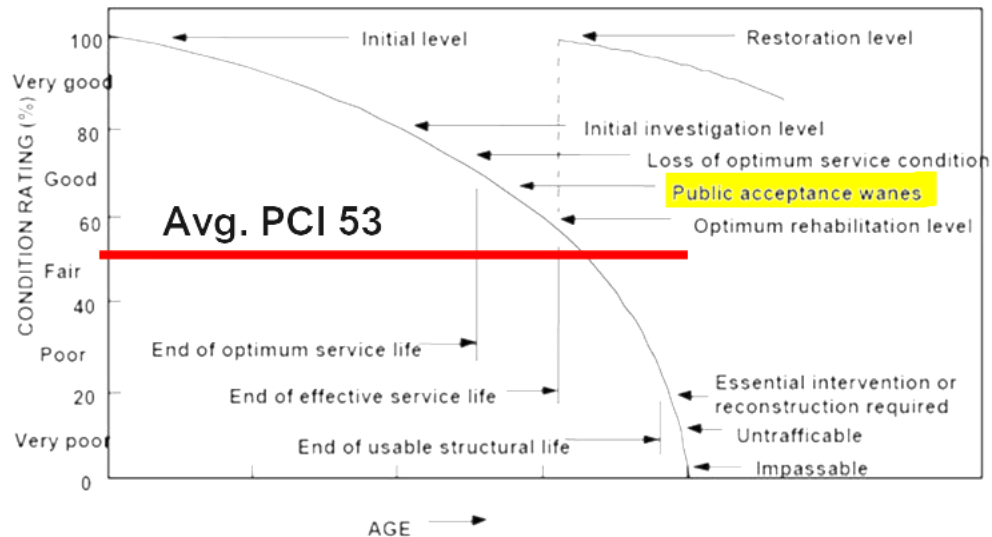 100
Initial level
Restoration level
Very good
80
Initial investigation level
Loss of optimum service condition
Good
Public acceptance wanes
60
Avg. PCI 53
Optimum rehabilitation level
CONDITION RATING (%)
Fair
40
Poor
End of optimum service life
20
End of effective service life
Essential intervention or
reconstruction required
Very poor
End of usable structural life
Untrafficable
Impassable
0
AGE